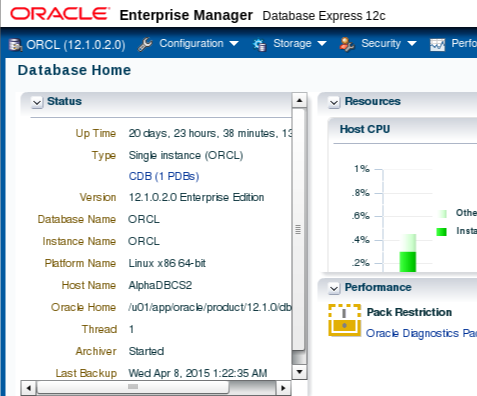 ORACLE Enterprise Manager Database Express 12c
ORCL (12.1.0.2.0) Configuration Storage Security
Database Home
Status
Up Time 20 days, 23 hours, 38 minutes, 13
Type Single instance (ORCL)
CDB (1 PDBs)
Version 12.1.0.2.0 Enterprise Edition
Database Name ORCL
Instance Name ORCL
Platform Name Linux x86 64-bit
Host Name AlphaDBCS2
Oracle Home /u01/app/oracle/product/12.1.0/db
Thread 1
Archiver Started
Last Backup Wed Apr 8, 2015 1:22:35 AM
Resources
Host CPU
1%
.8%
.6%
.4%
.2%
Performance
Pack Restriction
Oracle Diagnostics